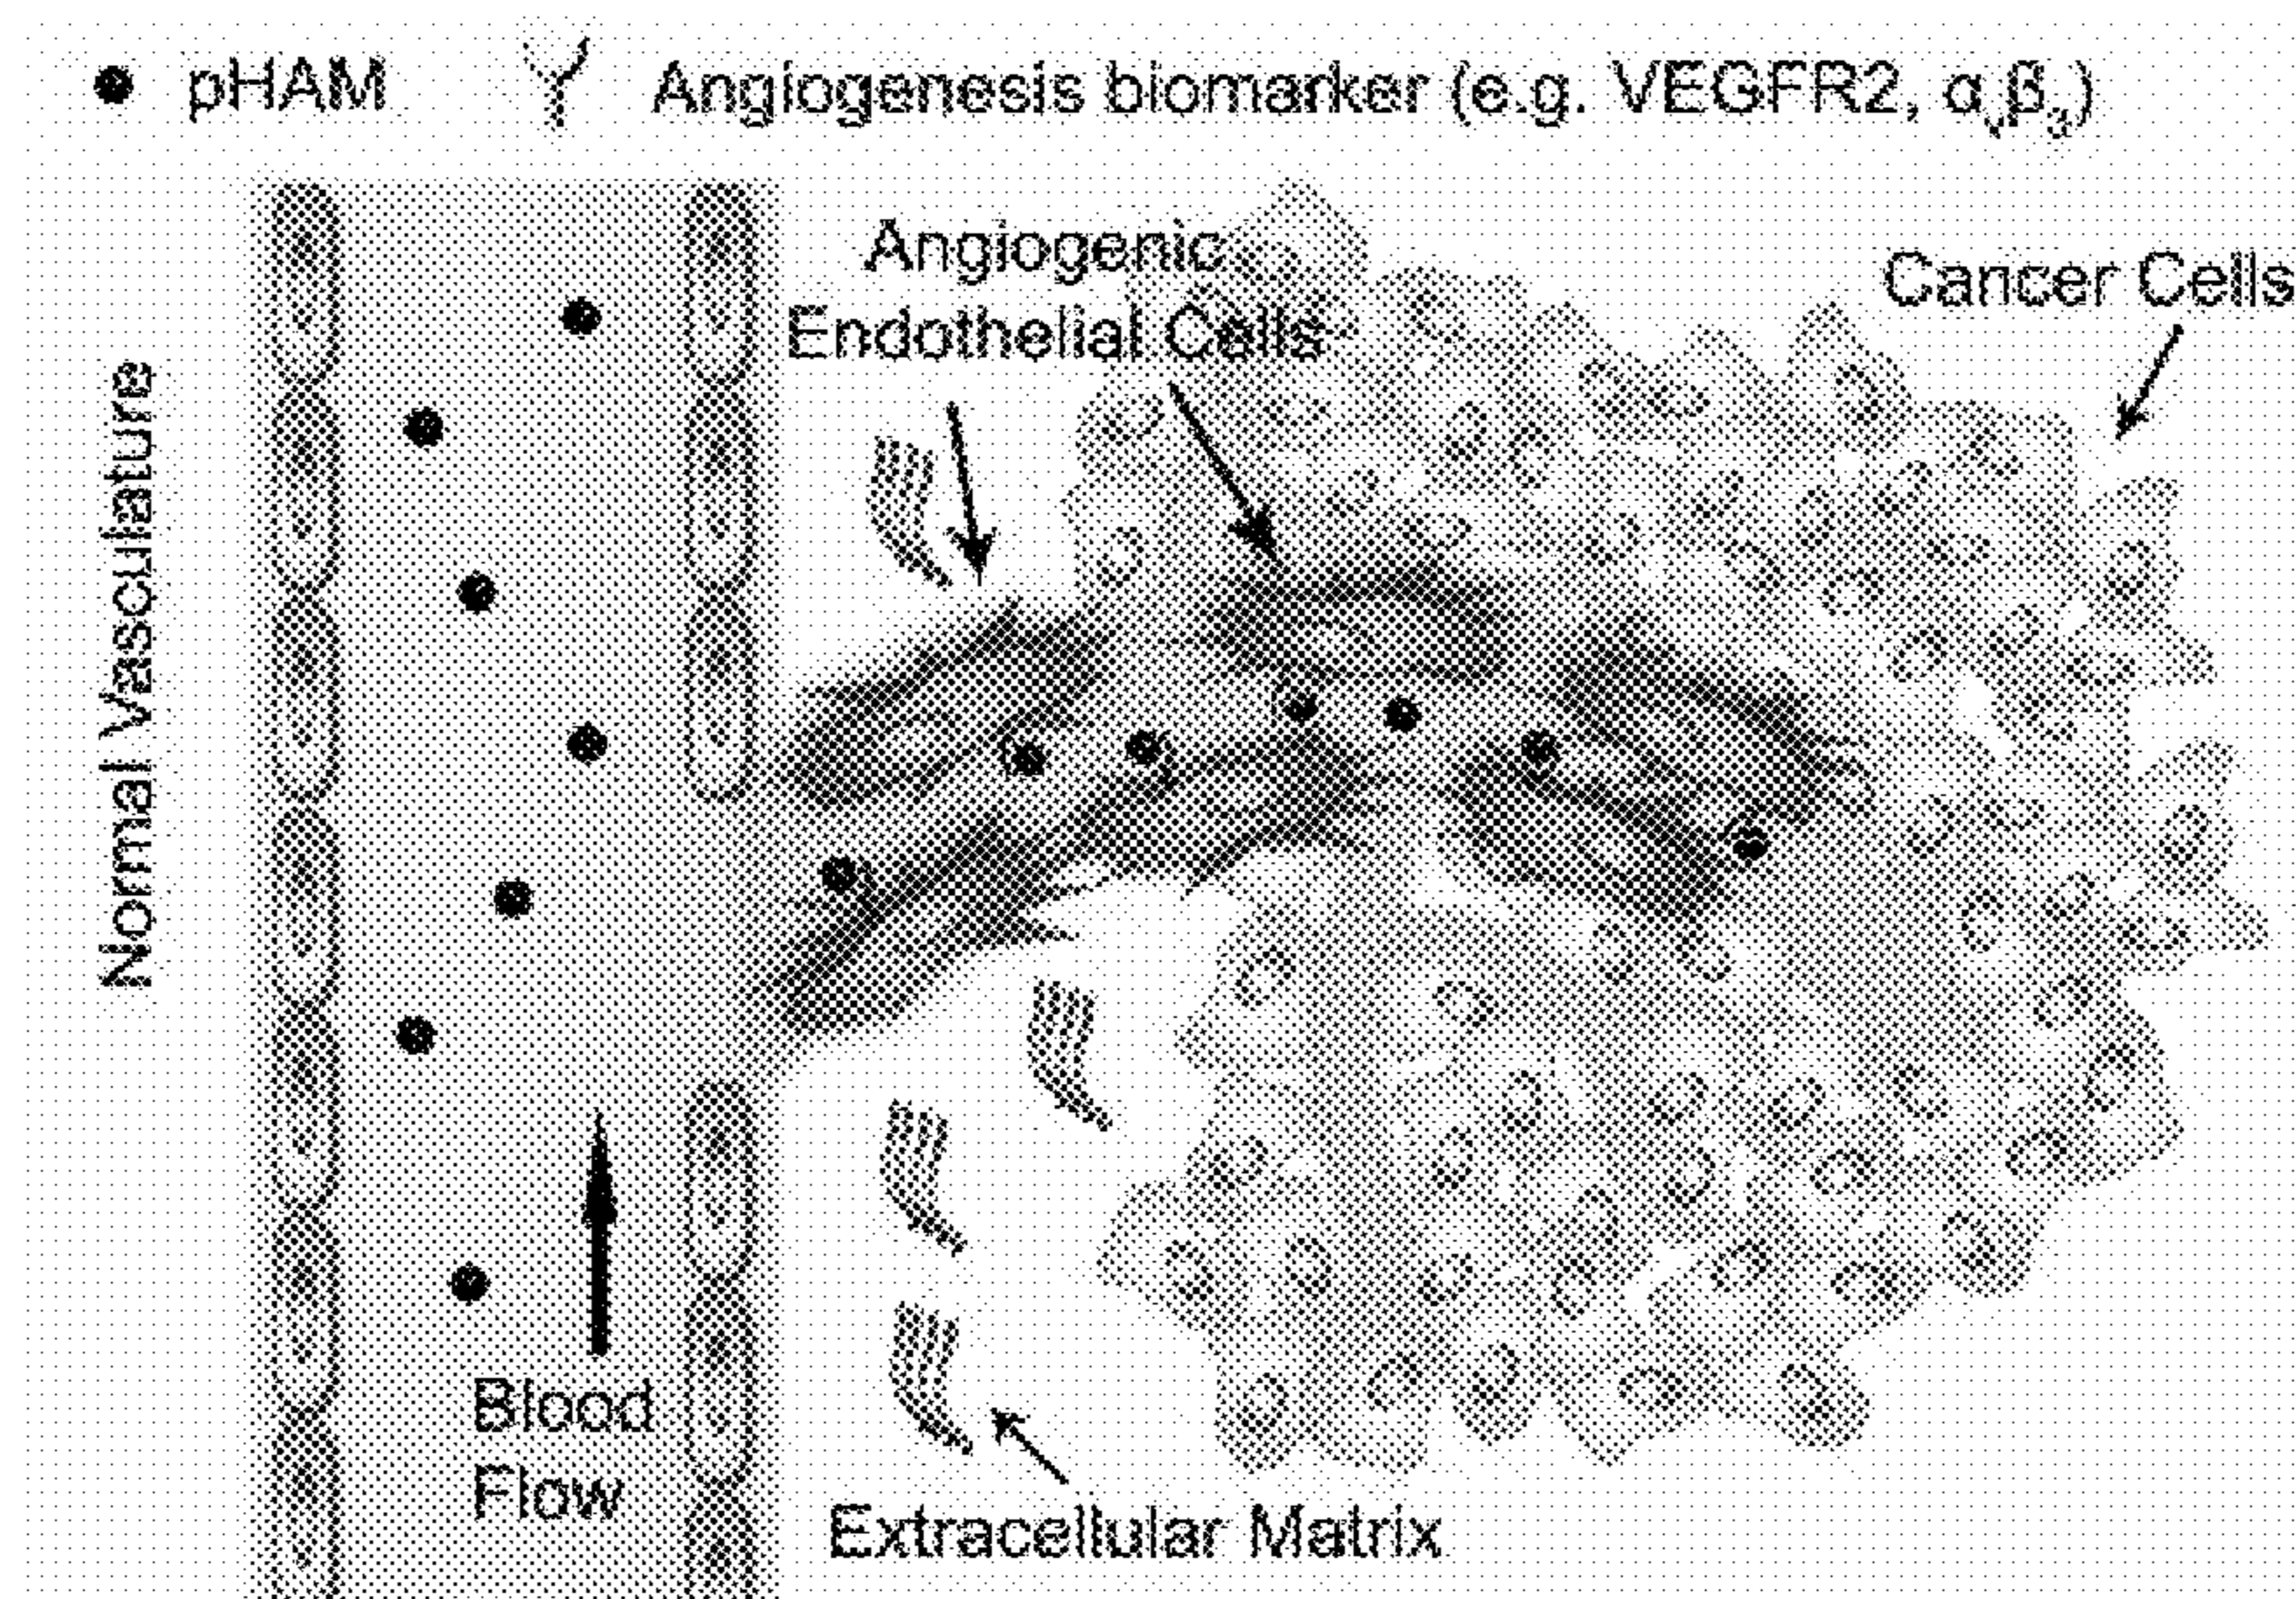 pHAM
Angiogenesis biomarker (e.g. VEGFR2, αvβ3)
Angiogenic
Endothelial Cells
Cancer Cells
Normal Vasculature
Blood
Flow
Extracellular Matrix